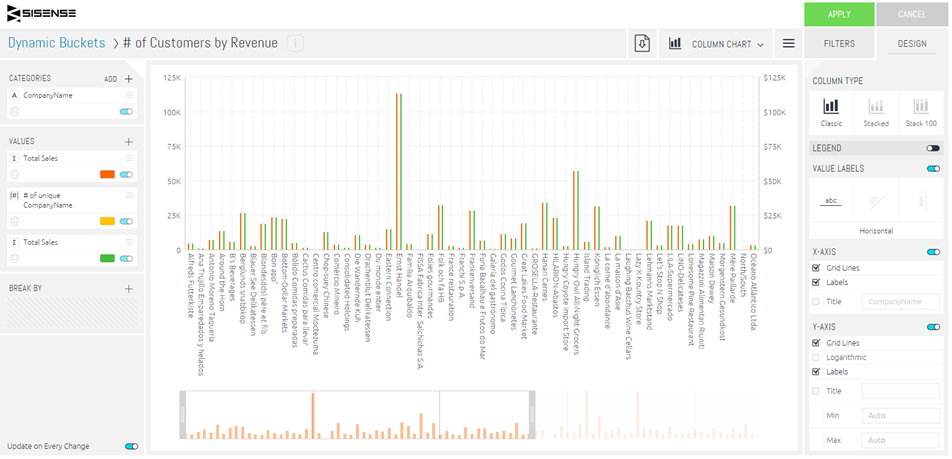 SISENSE
APPLY
CANCEL
Dynamic Buckets > # of Customers by Revenue
COLUMN CHART
FILTERS
DESIGN
CATEGORIES
ADD +
A CompanyName
VALUES +
Σ Total Sales
|#| # of unique CompanyName
Σ Total Sales
BREAK BY +
Update on Every Change
125K
100K
75K
50K
25K
0
$125K
$100K
$75K
$50K
$25K
$0
Alfreds Futterkiste
Ana Trujillo Emparedados y helados
Antonio Moreno Taquería
Around the Horn
B's Beverages
Berglunds snabbköp
Blauer See Delikatessen
Blondesddsl père et fils
Bon app'
Bottom-Dollar Markets
Bólido Comidas preparadas
Cactus Comidas para llevar
Centro comercial Moctezuma
Chop-suey Chinese
Comércio Mineiro
Consolidated Holdings
Die Wandernde Kuh
Drachenblut Delikatessen
Du monde entier
Eastern Connection
Ernst Handel
Familia Arquibaldo
FISSA Fabrica Inter. Salchichas S.A.
Folies gourmandes
Folk och fä HB
France restauration
Franchi S.p.A.
Frankenversand
Furia Bacalhau e Frutos do Mar
Galería del gastrónomo
Godos Cocina Típica
Gourmet Lanchonetes
Great Lakes Food Market
GROSELLA-Restaurante
Hanari Carnes
HILARIÓN-Abastos
Hungry Coyote Import Store
Hungry Owl All-Night Grocers
Island Trading
Königlich Essen
La corne d'abondance
La maison d'Asie
Laughing Bacchus Wine Cellars
Lazy K Kountry Store
Lehmanns Marktstand
Let's Stop N Shop
LILA-Supermercado
LINO-Delicateses
Lonesome Pine Restaurant
Magazzini Alimentari Riuniti
Maison Dewey
Morgenstern Gesundkost
Mère Paillarde
North/South
Océano Atlántico Ltda.
COLUMN TYPE
Classic
Stacked
Stack 100
LEGEND
VALUE LABELS
abc
Horizontal
X-AXIS
Grid Lines
Labels
Title CompanyName
Y-AXIS
Grid Lines
Logarithmic
Labels
Title
Min Auto
Max Auto